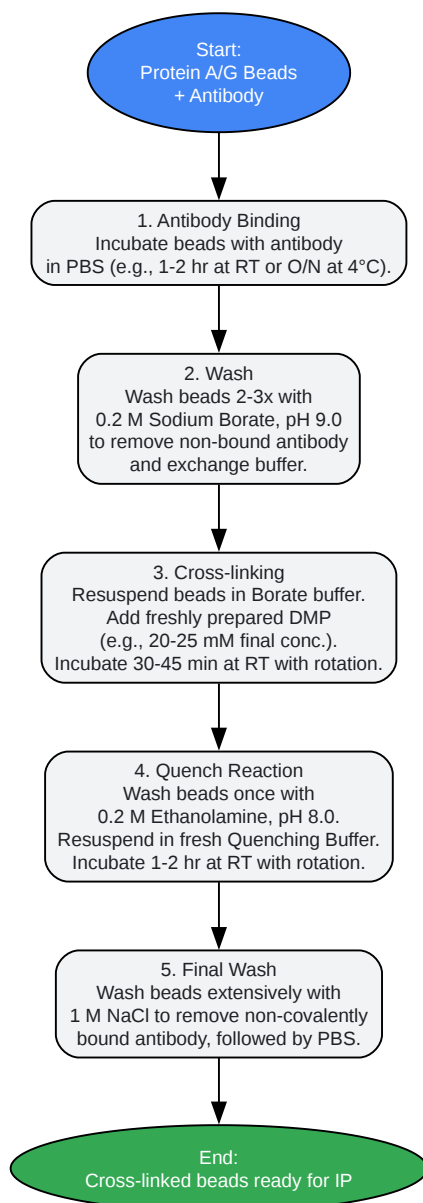 Start:
Protein A/G Beads
+ Antibody
1. Antibody Binding
Incubate beads with antibody
in PBS (e.g., 1-2 hr at RT or O/N at 4°C).
2. Wash
Wash beads 2-3x with
0.2 M Sodium Borate, pH 9.0
to remove non-bound antibody
and exchange buffer.
3. Cross-linking
Resuspend beads in Borate buffer.
Add freshly prepared DMP
(e.g., 20-25 mM final conc.).
Incubate 30-45 min at RT with rotation.
4. Quench Reaction
Wash beads once with
0.2 M Ethanolamine, pH 8.0.
Resuspend in fresh Quenching Buffer.
Incubate 1-2 hr at RT with rotation.
5. Final Wash
Wash beads extensively with
1 M NaCl to remove non-covalently
bound antibody, followed by PBS.
End:
Cross-linked beads ready for IP